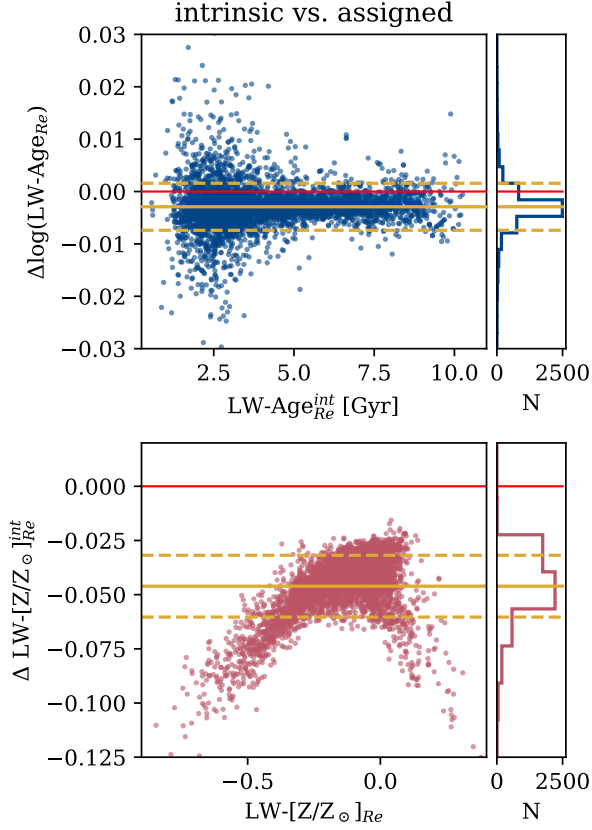 intrinsic vs. assigned
Δlog(LW-Age_{Re})
0.03
0.02
0.01
0.00
−0.01
−0.02
−0.03
2.5 5.0 7.5 10.0 0 2500
LW-Age^{int}_{Re} [Gyr] N
Δ LW-[Z/Z_⊙]^{int}_{Re}
0.000
−0.025
−0.050
−0.075
−0.100
−0.125
−0.5 0.0 0 2500
LW-[Z/Z_⊙]_{Re} N